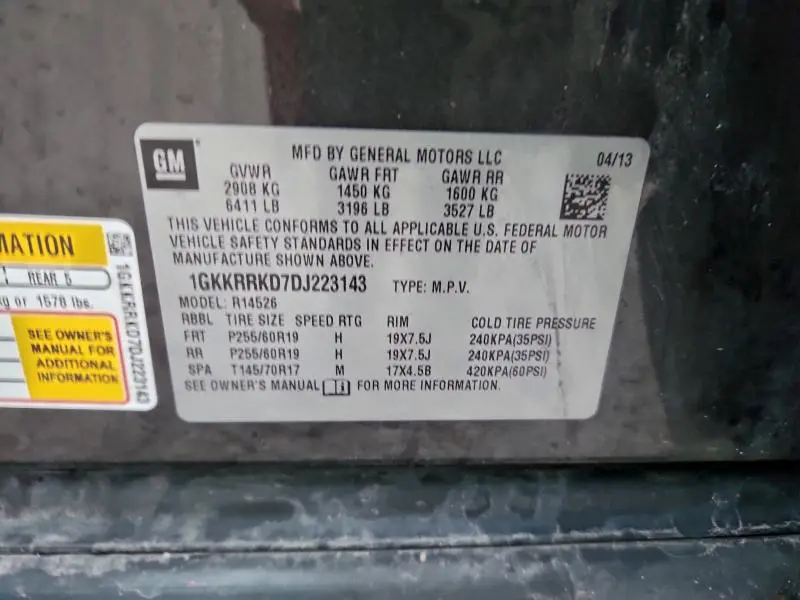 GM
MFD BY GENERAL MOTORS LLC 04/13
GVWR GAWR FRT GAWR RR
2908 KG 1450 KG 1600 KG
6411 LB 3196 LB 3527 LB
THIS VEHICLE CONFORMS TO ALL APPLICABLE U.S. FEDERAL MOTOR
VEHICLE SAFETY STANDARDS IN EFFECT ON THE DATE OF
MANUFACTURE SHOWN ABOVE.
1GKKRRKD7DJ223143 TYPE: M.P.V.
MODEL: R14526
RBBL TIRE SIZE SPEED RTG RIM COLD TIRE PRESSURE
FRT P255/60R19 H 19X7.5J 240KPA(35PSI)
RR P255/60R19 H 19X7.5J 240KPA(35PSI)
SPA T145/70R17 M 17X4.5B 420KPA(60PSI)
SEE OWNER'S MANUAL FOR MORE INFORMATION.
MATION
REAR 5
or 1578 lbs.
SEE OWNER'S
MANUAL FOR
ADDITIONAL
INFORMATION
1GKKRRKD7DJ223143